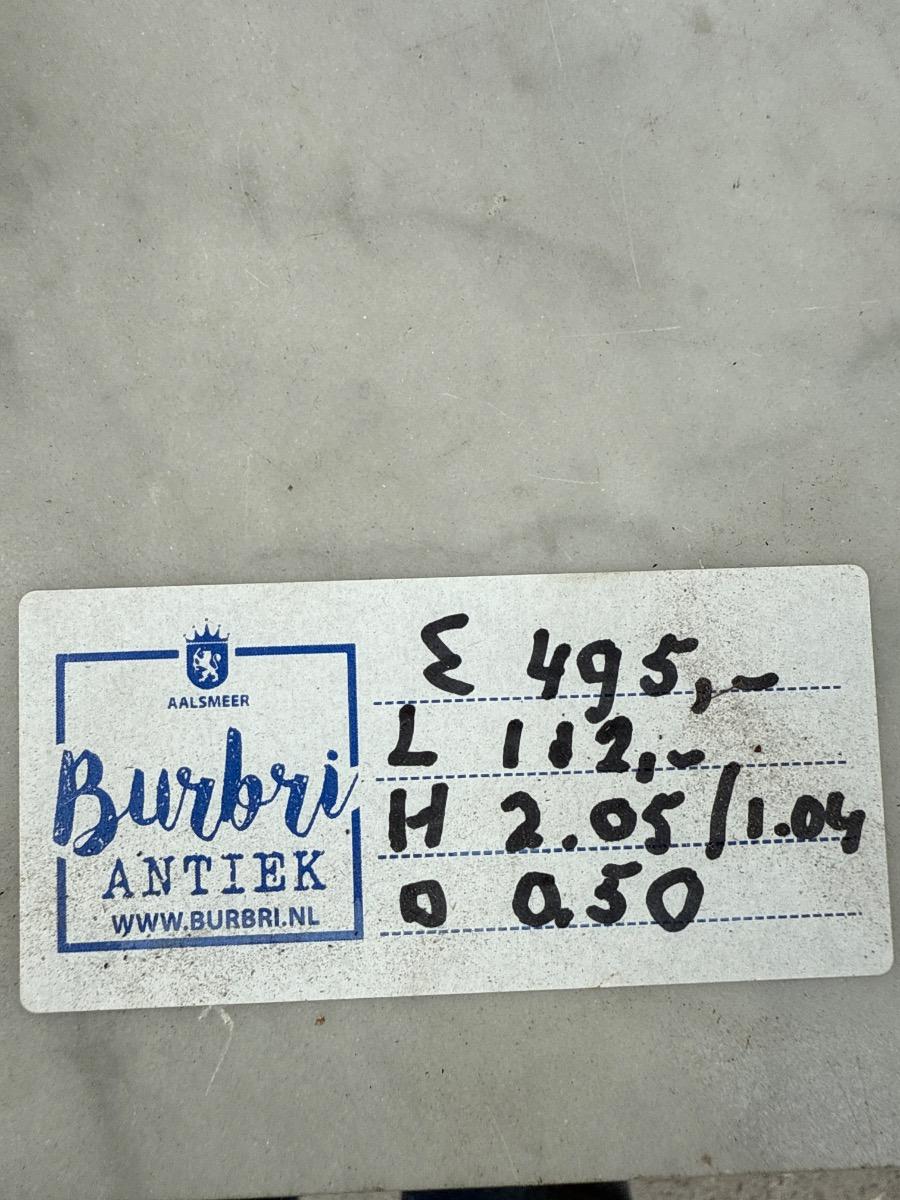 AALSMEER
Burbri
ANTIEK
WWW.BURBRI.NL
€ 495,-
L 112,-
H 2.05/1.04
D 0.50